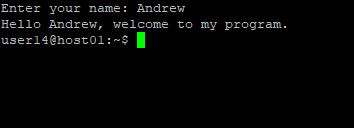 Enter your name: Andrew
Hello Andrew, welcome to my program.
user14@host01:~$